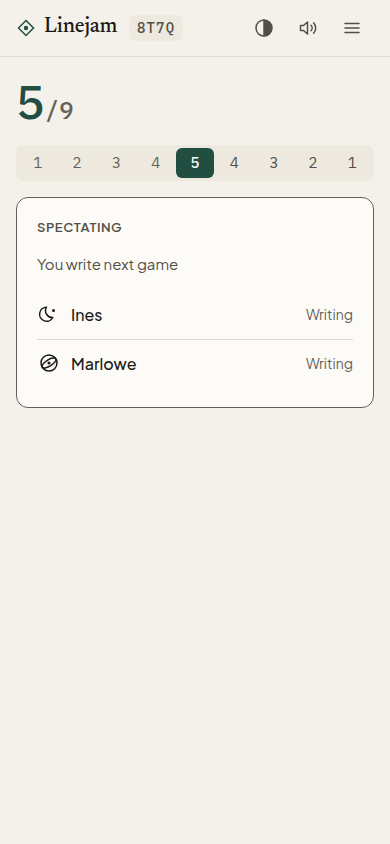 Linejam 8T7Q
5/9
1 2 3 4 5 4 3 2 1
SPECTATING
You write next game
Ines Writing
Marlowe Writing